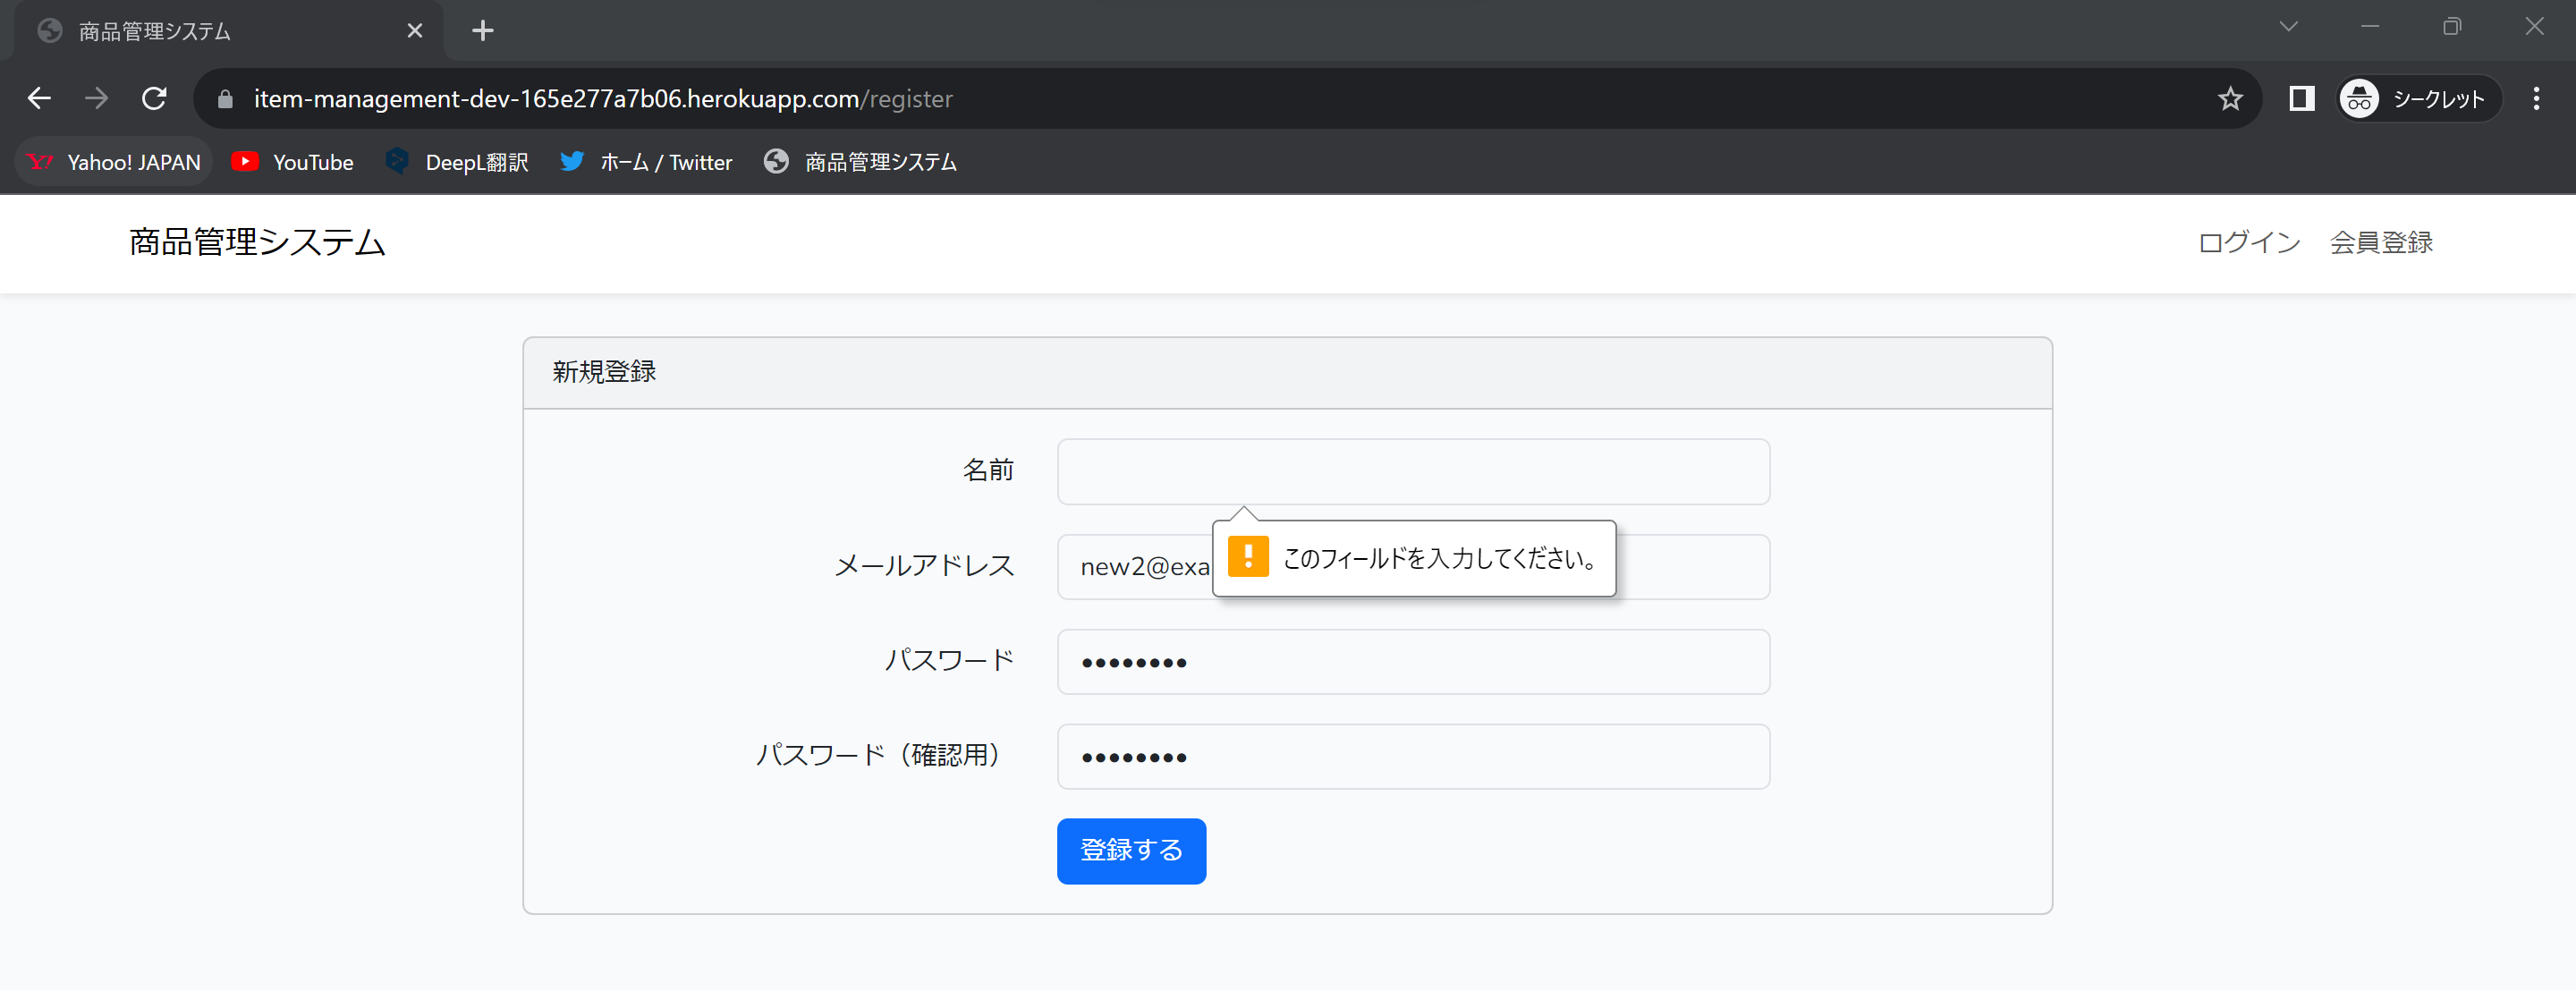 商品管理システム
item-management-dev-165e277a7b06.herokuapp.com/register
シークレット
Yahoo! JAPAN
YouTube
DeepL翻訳
ホーム / Twitter
商品管理システム
商品管理システム
ログイン
会員登録
新規登録
名前
このフィールドを入力してください。
メールアドレス
new2@exa
パスワード
••••••••
パスワード（確認用）
••••••••
登録する